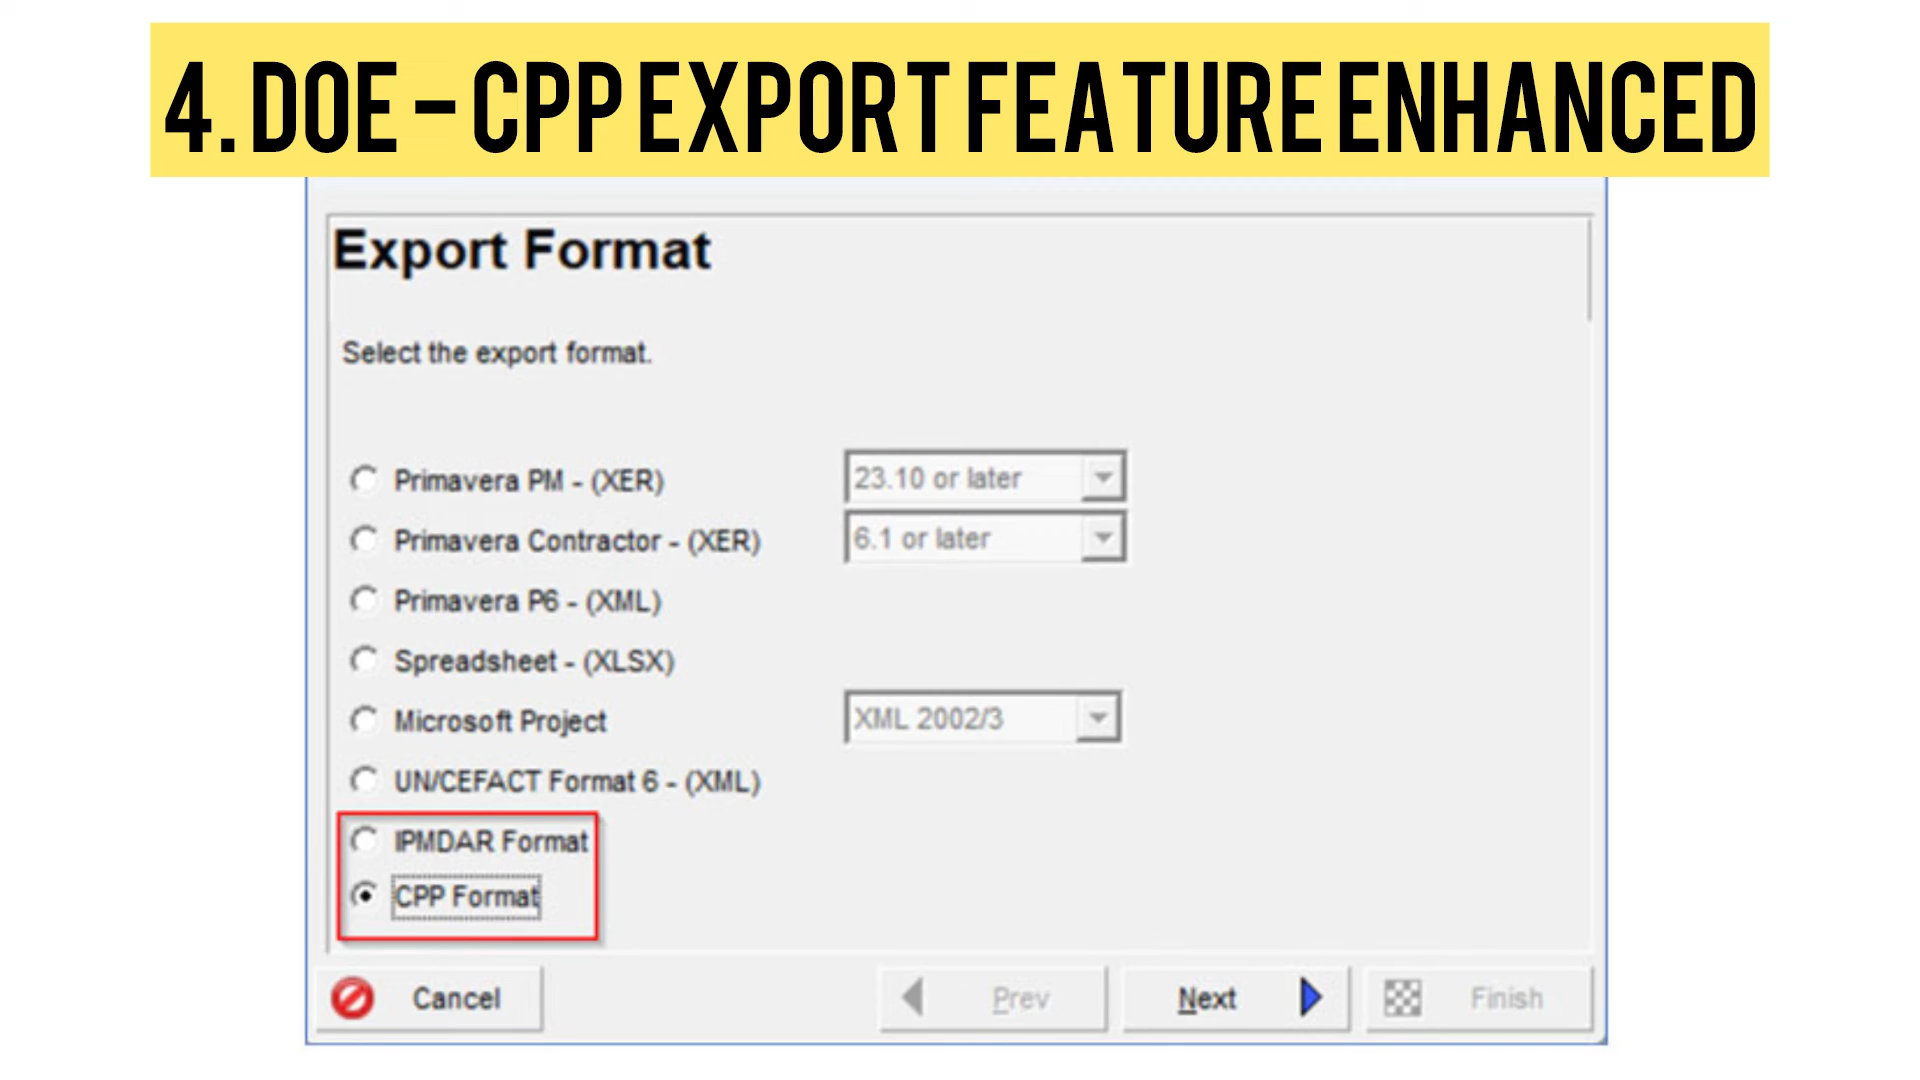 4. DOE – CPP EXPORT FEATURE ENHANCED
Export Format
Select the export format.
Primavera PM - (XER) 23.10 or later
Primavera Contractor - (XER) 6.1 or later
Primavera P6 - (XML)
Spreadsheet - (XLSX)
Microsoft Project XML 2002/3
UN/CEFACT Format 6 - (XML)
IPMDAR Format
CPP Format
Cancel Prev Next Finish